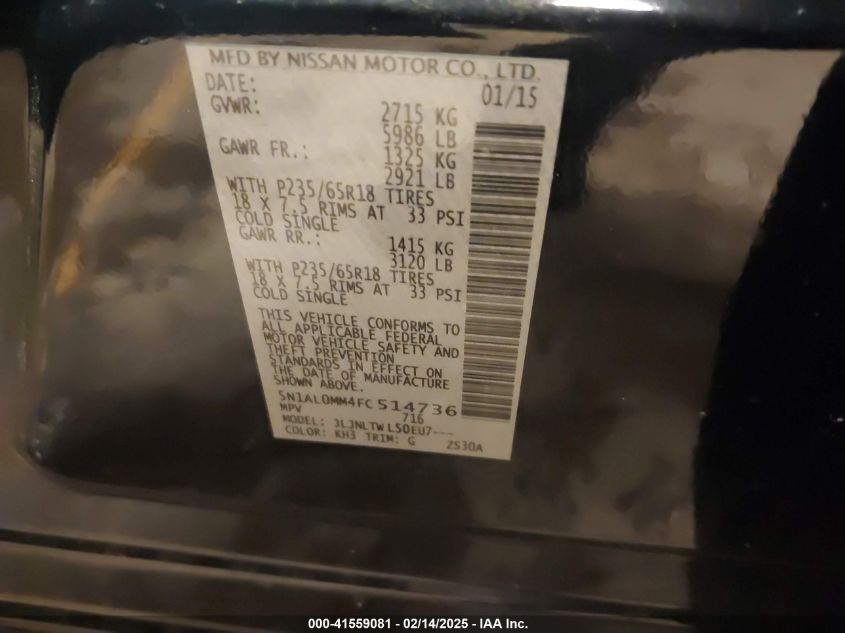 MFD BY NISSAN MOTOR CO., LTD.
DATE: 01/15
GVWR: 2715 KG
5986 LB
GAWR FR.: 1325 KG
2921 LB
WITH P235/65R18 TIRES
18 X 7.5 RIMS AT 33 PSI
COLD SINGLE
GAWR RR.: 1415 KG
3120 LB
WITH P235/65R18 TIRES
18 X 7.5 RIMS AT 33 PSI
COLD SINGLE
THIS VEHICLE CONFORMS TO
ALL APPLICABLE FEDERAL
MOTOR VEHICLE SAFETY AND
THEFT PREVENTION
STANDARDS IN EFFECT ON
THE DATE OF MANUFACTURE
SHOWN ABOVE.
5N1AL0MM4FC514736
MPV 716
MODEL: JLJNLTWL50EU7---
COLOR: KH3 TRIM: G ZS30A
000-41559081 - 02/14/2025 - IAA Inc.